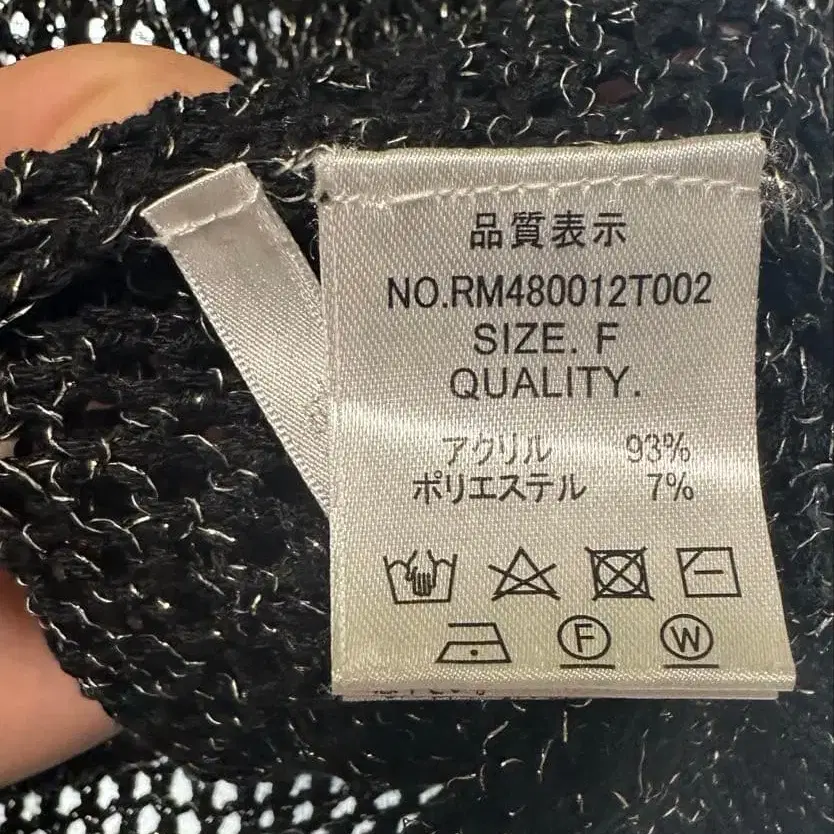 品質表示
NO.RM480012T002
SIZE. F
QUALITY.
アクリル 93%
ポリエステル 7%
F W